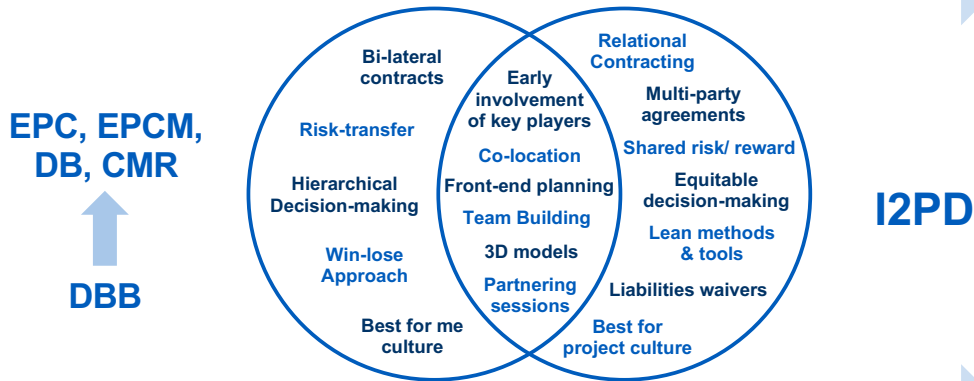 EPC, EPCM,
DB, CMR
DBB
Bi-lateral
contracts
Risk-transfer
Hierarchical
Decision-making
Win-lose
Approach
Best for me
culture
Early
involvement
of key players
Co-location
Front-end planning
Team Building
3D models
Partnering
sessions
Relational
Contracting
Multi-party
agreements
Shared risk/ reward
Equitable
decision-making
Lean methods
& tools
Liabilities waivers
Best for
project culture
I2PD